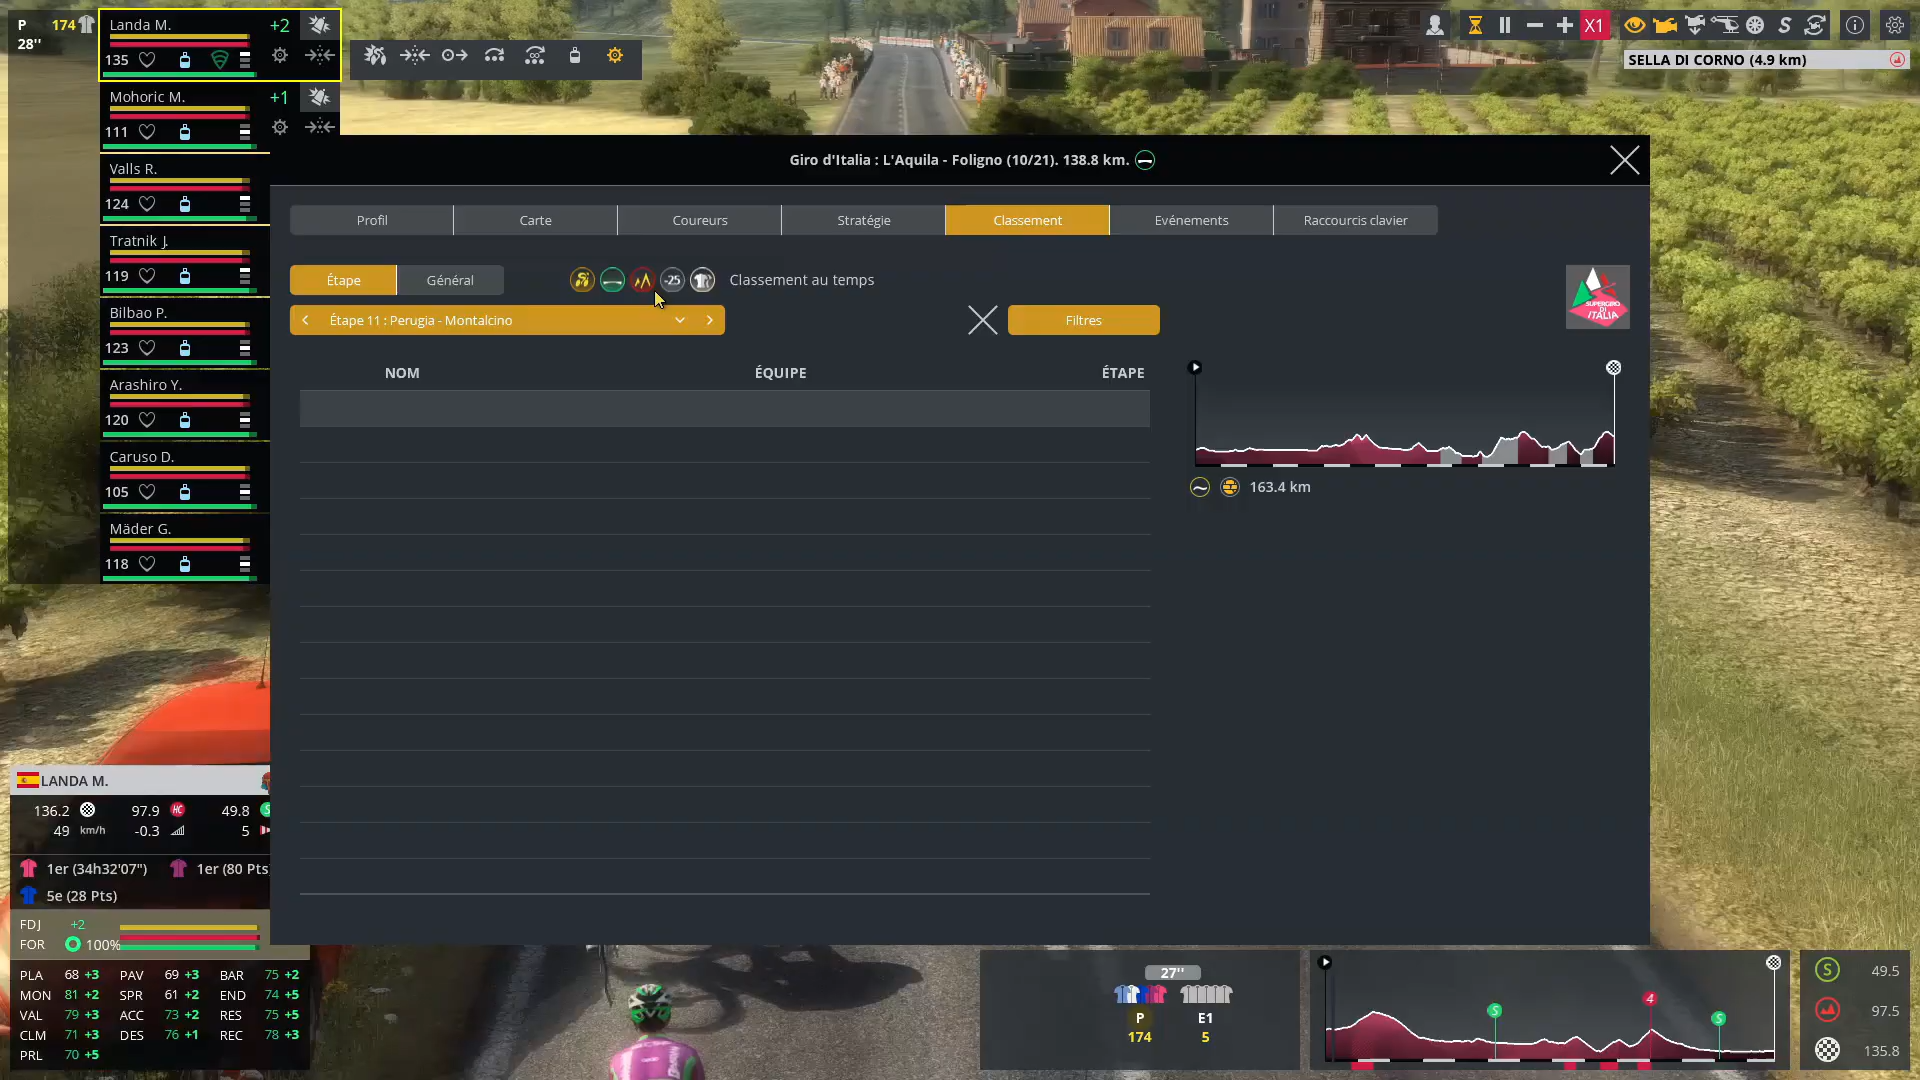 P 174
28''
Landa M. +2
135
Mohoric M. +1
111
Valls R.
124
Tratnik J.
119
Bilbao P.
123
Arashiro Y.
120
Caruso D.
105
Mäder G.
118
X1
SELLA DI CORNO (4.9 km)
Giro d'Italia : L'Aquila - Foligno (10/21). 138.8 km.
Profil Carte Coureurs Stratégie Classement Evénements Raccourcis clavier
Étape Général -25 Classement au temps
Étape 11 : Perugia - Montalcino Filtres
SUPERGIRO DI ITALIA
NOM ÉQUIPE ÉTAPE
163.4 km
LANDA M.
136.2 97.9 HC 49.8 S
49 km/h -0.3 5
1er (34h32'07'') 1er (80 Pts
5e (28 Pts)
FDJ +2
FOR 100%
PLA 68 +3 PAV 69 +3 BAR 75 +2
MON 81 +2 SPR 61 +2 END 74 +5
VAL 79 +3 ACC 73 +2 RES 75 +5
CLM 71 +3 DES 76 +1 REC 78 +3
PRL 70 +5
27''
P E1
174 5
S 4 S
S 49.5
97.5
135.8